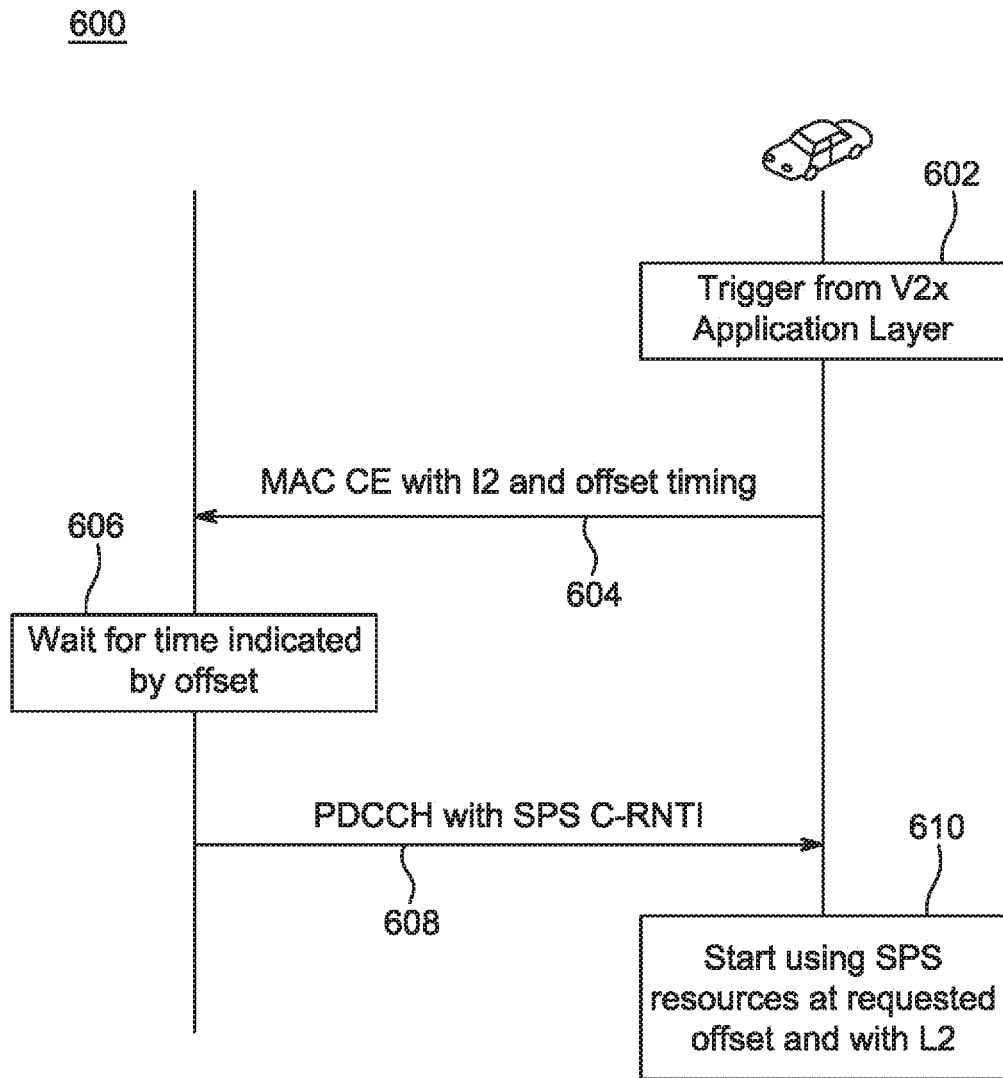 600
602
Trigger from V2x
Application Layer
MAC CE with I2 and offset timing
604
606
Wait for time indicated
by offset
PDCCH with SPS C-RNTI
608
610
Start using SPS
resources at requested
offset and with L2